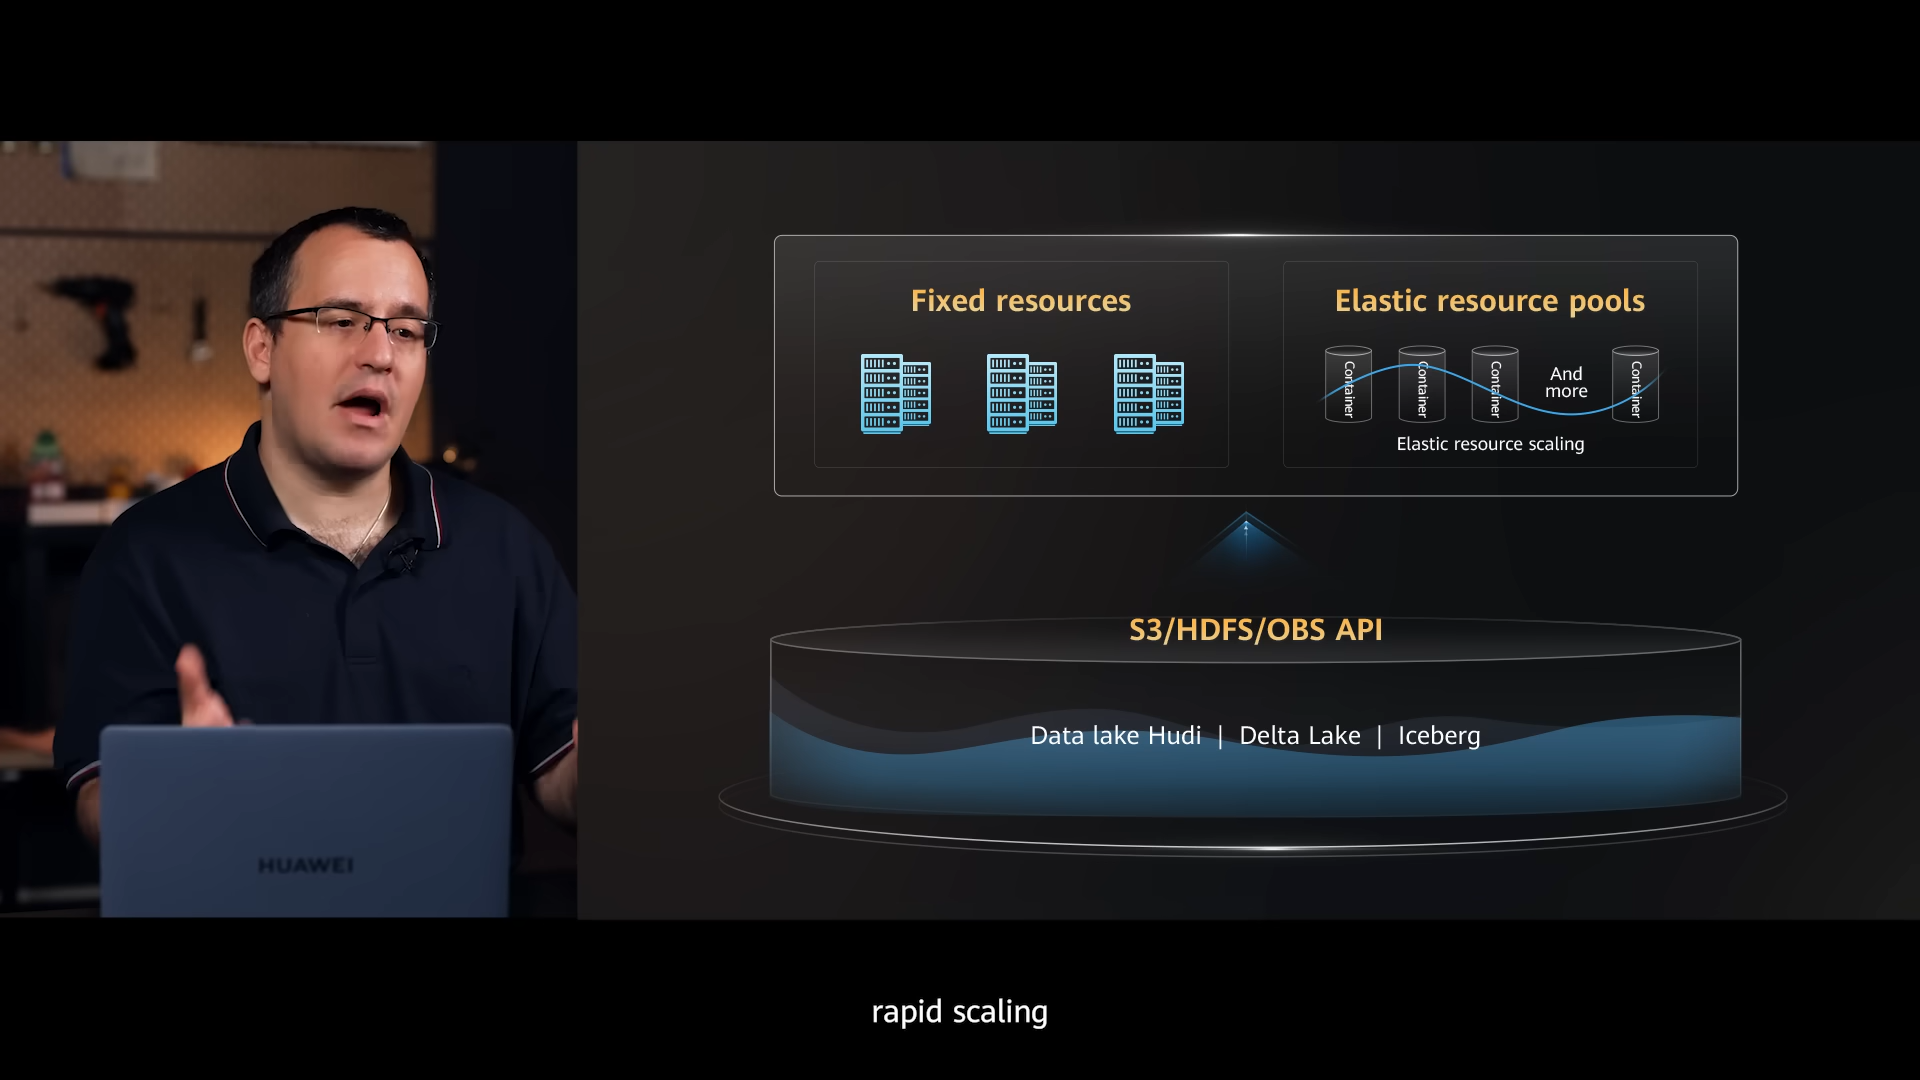 Fixed resources
Elastic resource pools
Container
Container
Container
And
more
Container
Elastic resource scaling
S3/HDFS/OBS API
Data lake Hudi | Delta Lake | Iceberg
HUAWEI
rapid scaling